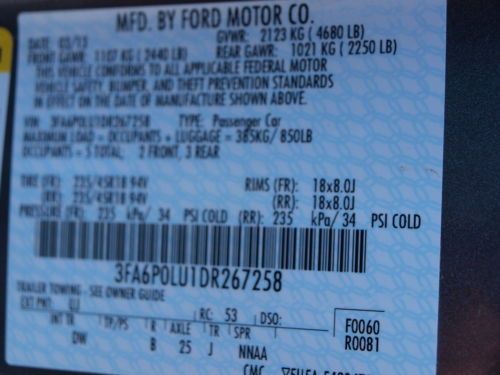 MFD. BY FORD MOTOR CO.
DATE: 03/13 GVWR: 2123 KG ( 4680 LB)
FRONT GAWR: 1107 KG ( 2440 LB) REAR GAWR: 1021 KG ( 2250 LB)
THIS VEHICLE CONFORMS TO ALL APPLICABLE FEDERAL MOTOR
VEHICLE SAFETY, BUMPER, AND THEFT PREVENTION STANDARDS
IN EFFECT ON THE DATE OF MANUFACTURE SHOWN ABOVE.
VIN: 3FA6P0LU1DR267258 TYPE: Passenger Car
MAXIMUM LOAD = OCCUPANTS + LUGGAGE = 385KG/ 850LB
OCCUPANTS = 5 TOTAL, 2 FRONT, 3 REAR
TIRE (FR): 235/45R18 94V RIMS (FR): 18x8.0J
(RR): 235/45R18 94V (RR): 18x8.0J
PRESSURE (FR): 235 kPa/ 34 PSI COLD (RR): 235 kPa/ 34 PSI COLD
3FA6P0LU1DR267258
TRAILER TOWING - SEE OWNER GUIDE
EXT PNT: UJ RC: 53 DSO: F0060
INT TR TP/PS R AXLE TR SPR R0081
DW B 25 J NNAA